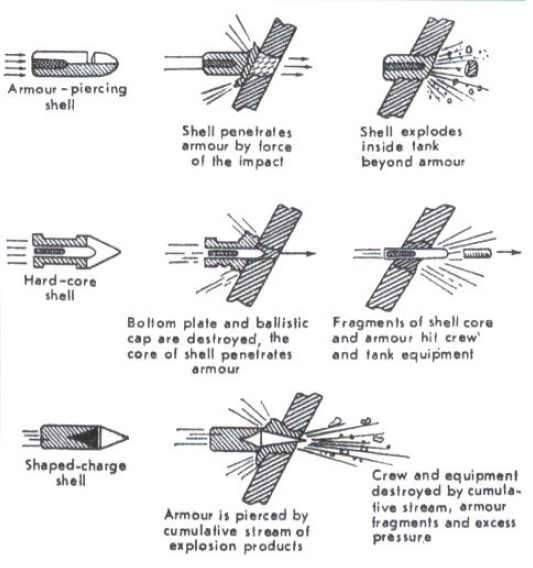 Armour-piercing
shell
Shell penetrates
armour by force
of the impact
Shell explodes
inside tank
beyond armour
Hard-core
shell
Bottom plate and ballistic
cap are destroyed, the
core of shell penetrates
armour
Fragments of shell core
and armour hit crew
and tank equipment
Shaped-charge
shell
Armour is pierced by
cumulative stream of
explosion products
Crew and equipment
destroyed by cumula-
tive stream, armour
fragments and excess
pressure